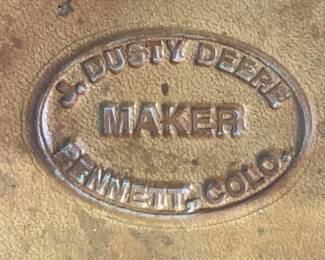 J. DUSTY DEERE
MAKER
BENNETT, COLO.